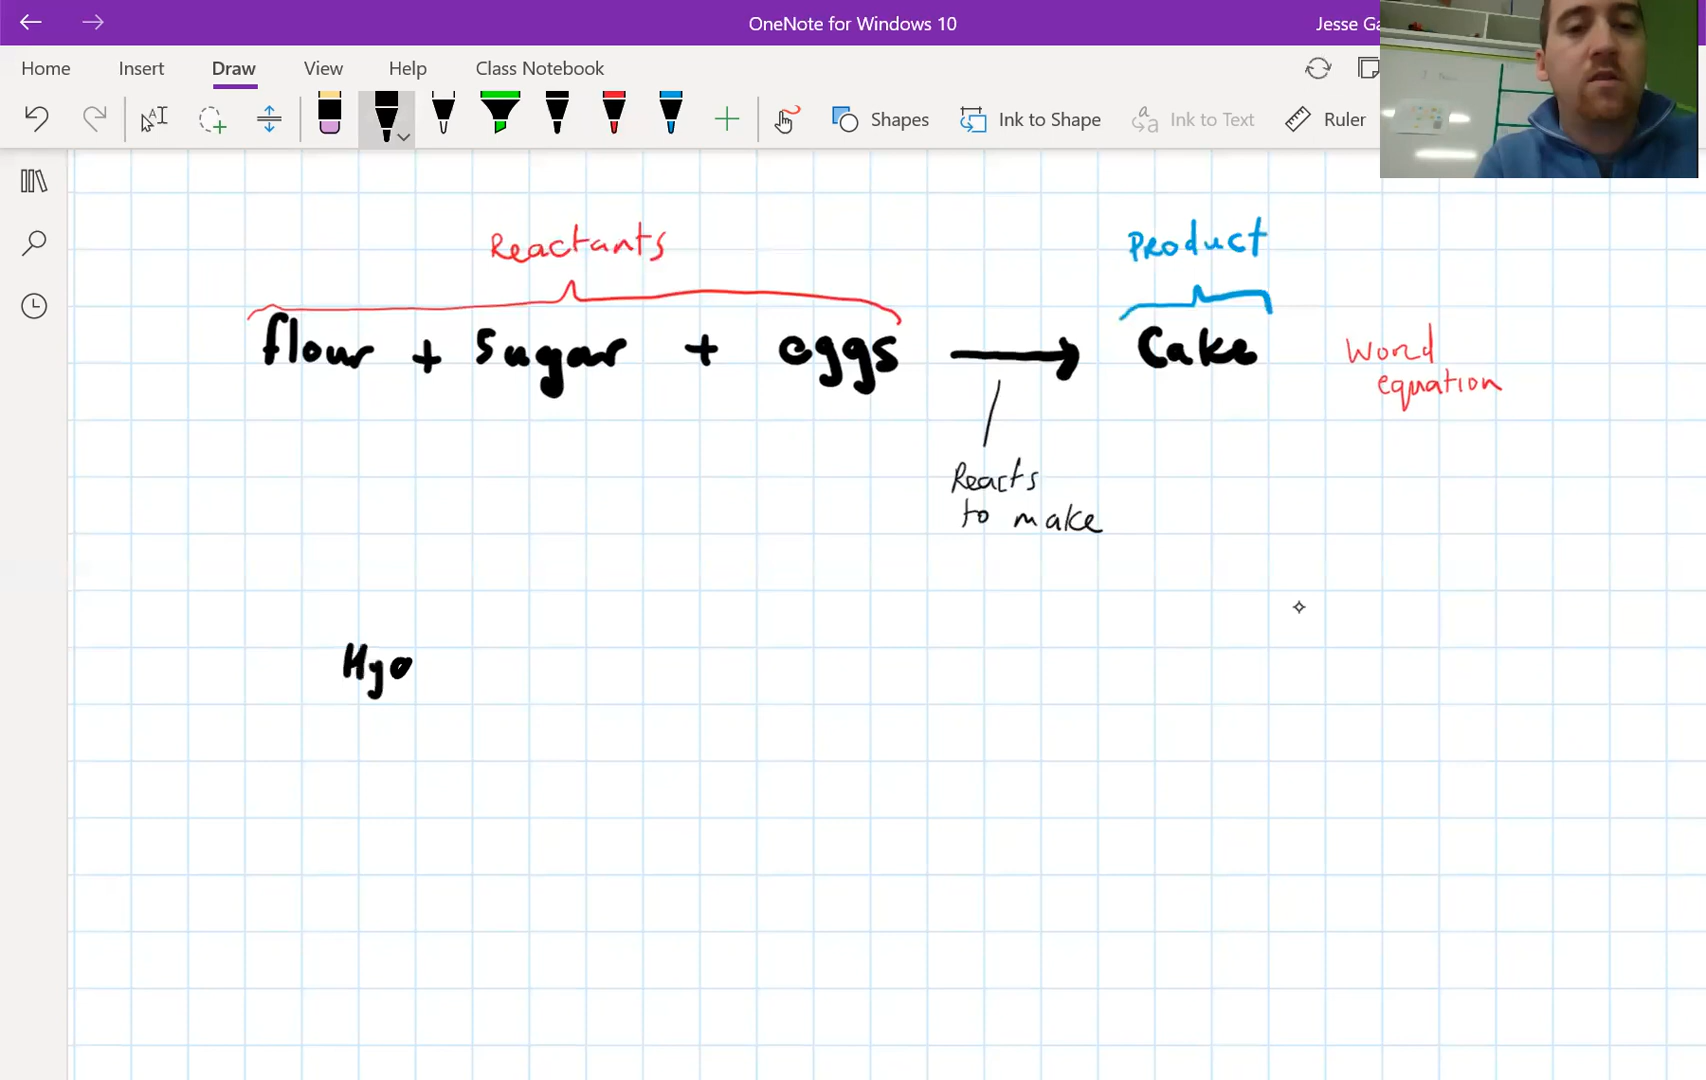 OneNote for Windows 10
Jesse Ga
Home Insert Draw View Help Class Notebook
Shapes Ink to Shape Ink to Text Ruler
Reactants
Product
flour + sugar + eggs → Cake
Word
equation
Reacts
to make
Hyo